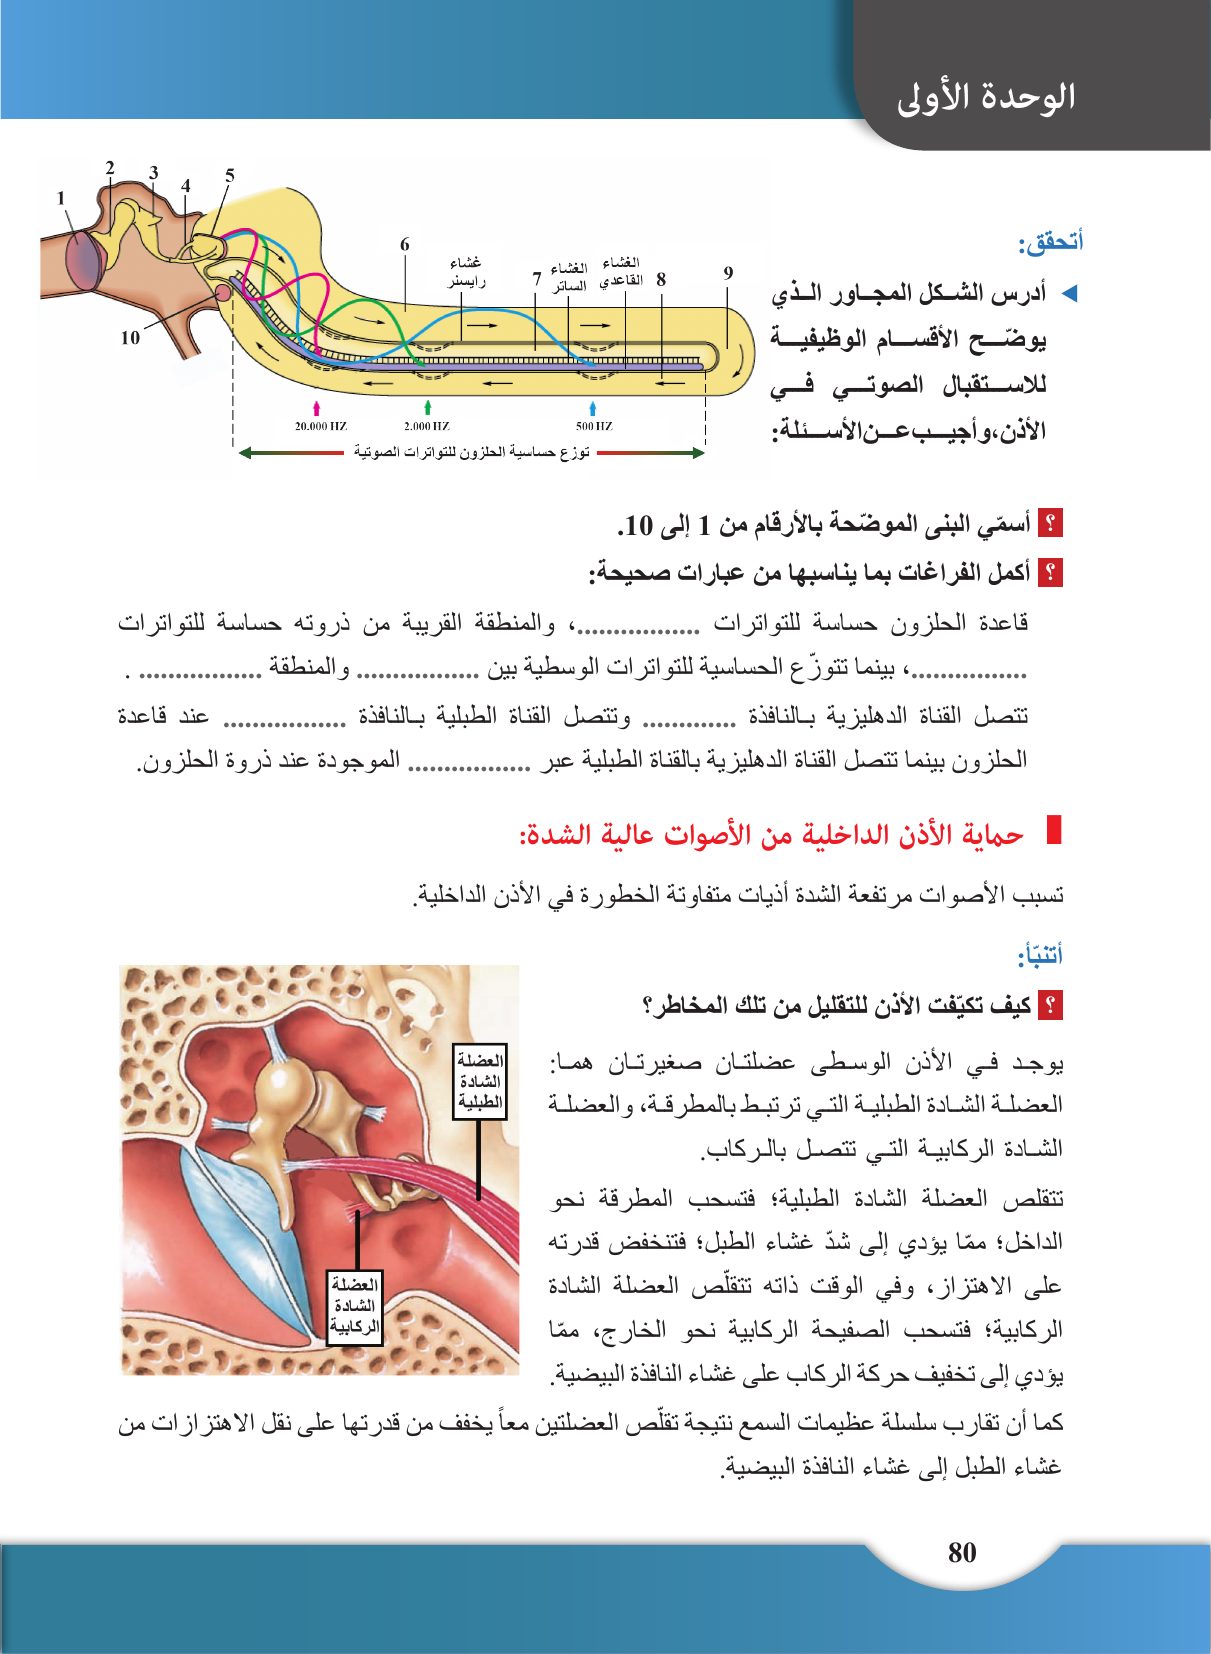 الوحدة الأولى
1
2
3
4
5
6
غشاء رايسنر
7
الغشاء الساتر
الغشاء القاعدي
8
9
10
20.000 HZ
2.000 HZ
500 HZ
توزع حساسية الحلزون للتواترات الصوتية
أتحقق:
أدرس الشكل المجاور الذي
يوضّح الأقسام الوظيفية
للاستقبال الصوتي في
الأذن، وأجيب عن الأسئلة:
؟ أسمّي البنى الموضّحة بالأرقام من 1 إلى 10.
؟ أكمل الفراغات بما يناسبها من عبارات صحيحة:
قاعدة الحلزون حساسة للتواترات .................، والمنطقة القريبة من ذروته حساسة للتواترات
................، بينما تتوزّع الحساسية للتواترات الوسطية بين ................. والمنطقة ................. .
تتصل القناة الدهليزية بالنافذة ............. وتتصل القناة الطبلية بالنافذة ................. عند قاعدة
الحلزون بينما تتصل القناة الدهليزية بالقناة الطبلية عبر ................. الموجودة عند ذروة الحلزون.
حماية الأذن الداخلية من الأصوات عالية الشدة:
تسبب الأصوات مرتفعة الشدة أذيات متفاوتة الخطورة في الأذن الداخلية.
أتنبّأ:
؟ كيف تكيّفت الأذن للتقليل من تلك المخاطر؟
يوجد في الأذن الوسطى عضلتان صغيرتان هما:
العضلة الشادة الطبلية التي ترتبط بالمطرقة، والعضلة
الشادة الركابية التي تتصل بالركاب.
تتقلص العضلة الشادة الطبلية؛ فتسحب المطرقة نحو
الداخل؛ ممّا يؤدي إلى شدّ غشاء الطبل؛ فتنخفض قدرته
على الاهتزاز، وفي الوقت ذاته تتقلّص العضلة الشادة
الركابية؛ فتسحب الصفيحة الركابية نحو الخارج، ممّا
يؤدي إلى تخفيف حركة الركاب على غشاء النافذة البيضية.
العضلة
الشادة
الطبلية
العضلة
الشادة
الركابية
كما أن تقارب سلسلة عظيمات السمع نتيجة تقلّص العضلتين معاً يخفف من قدرتها على نقل الاهتزازات من
غشاء الطبل إلى غشاء النافذة البيضية.
80